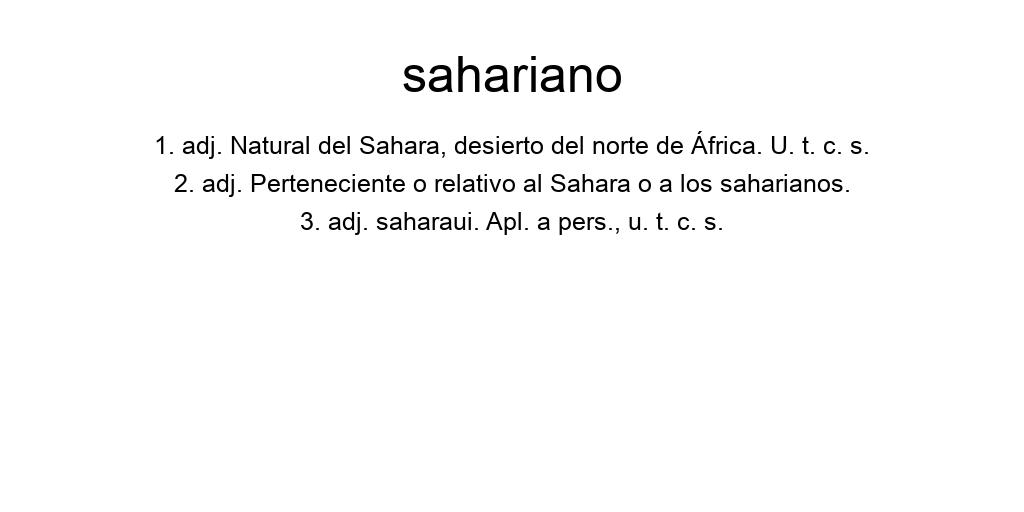 sahariano
1. adj. Natural del Sahara, desierto del norte de África. U. t. c. s.
2. adj. Perteneciente o relativo al Sahara o a los saharianos.
3. adj. saharaui. Apl. a pers., u. t. c. s.